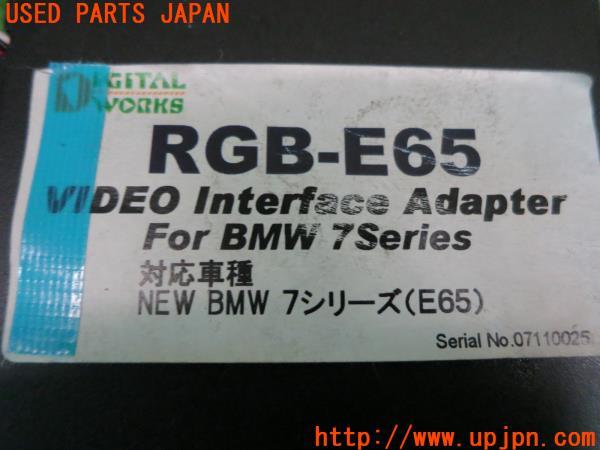 USED PARTS JAPAN
DIGITAL
WORKS
RGB-E65
VIDEO Interface Adapter
For BMW 7Series
対応車種
NEW BMW 7シリーズ(E65)
Serial No.07110025
http://www.upjpn.com/